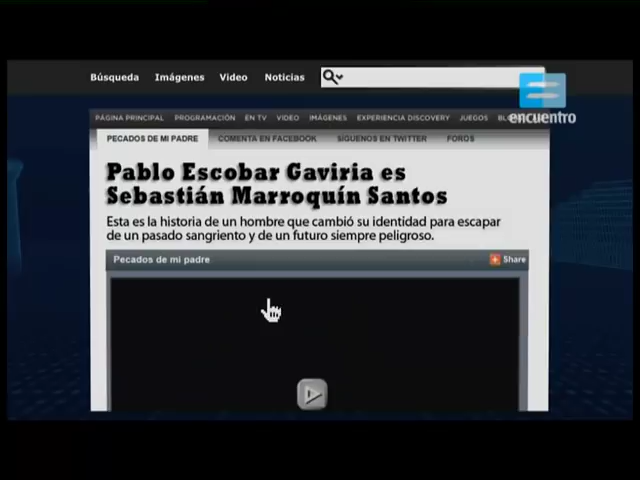 Búsqueda Imágenes Video Noticias
encuentro
PÁGINA PRINCIPAL PROGRAMACIÓN EN TV VIDEO IMÁGENES EXPERIENCIA DISCOVERY JUEGOS
PECADOS DE MI PADRE COMENTA EN FACEBOOK SÍGUENOS EN TWITTER FOROS
Pablo Escobar Gaviria es
Sebastián Marroquín Santos
Esta es la historia de un hombre que cambió su identidad para escapar
de un pasado sangriento y de un futuro siempre peligroso.
Pecados de mi padre Share